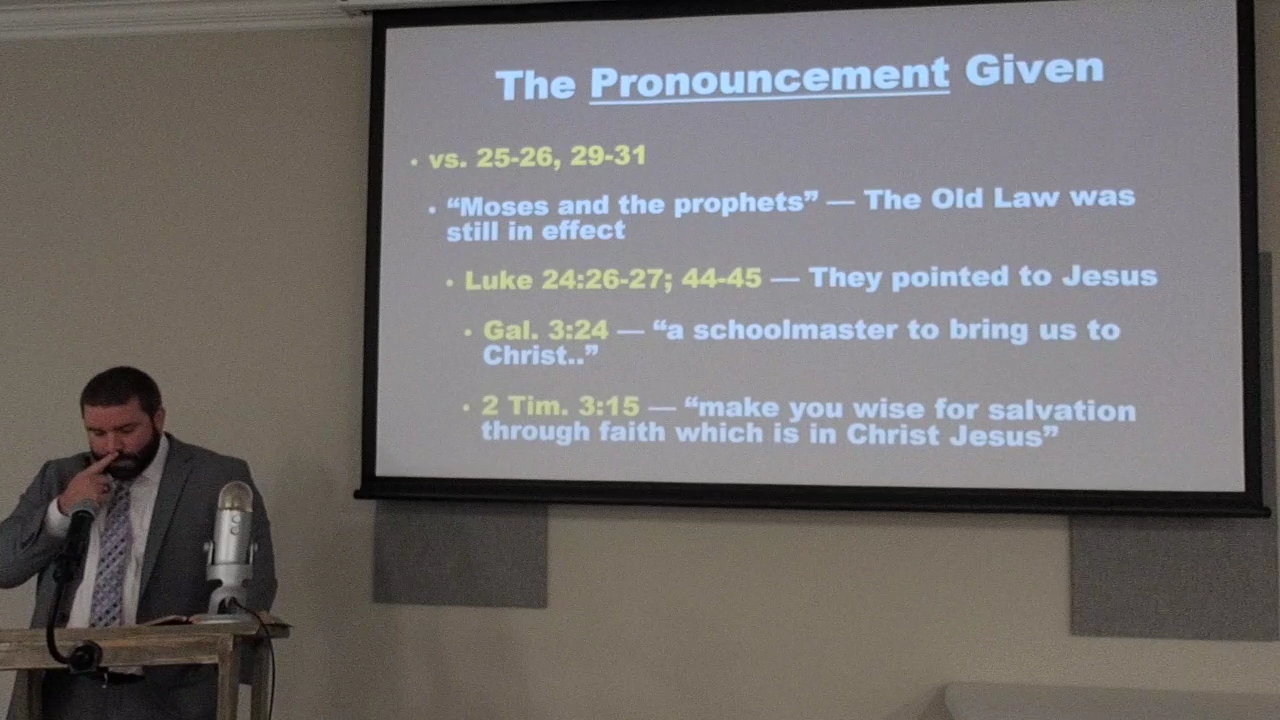 The Pronouncement Given
• vs. 25-26, 29-31
• “Moses and the prophets” — The Old Law was
still in effect
• Luke 24:26-27; 44-45 — They pointed to Jesus
• Gal. 3:24 — “a schoolmaster to bring us to
Christ..”
• 2 Tim. 3:15 — “make you wise for salvation
through faith which is in Christ Jesus”